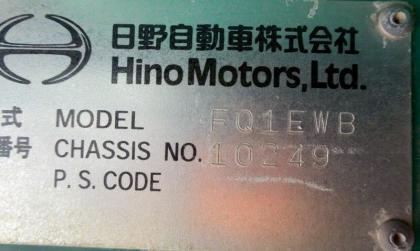 日野自動車株式会社
Hino Motors, Ltd.
式 MODEL FQ1EWB
番号 CHASSIS NO. 10249
P. S. CODE